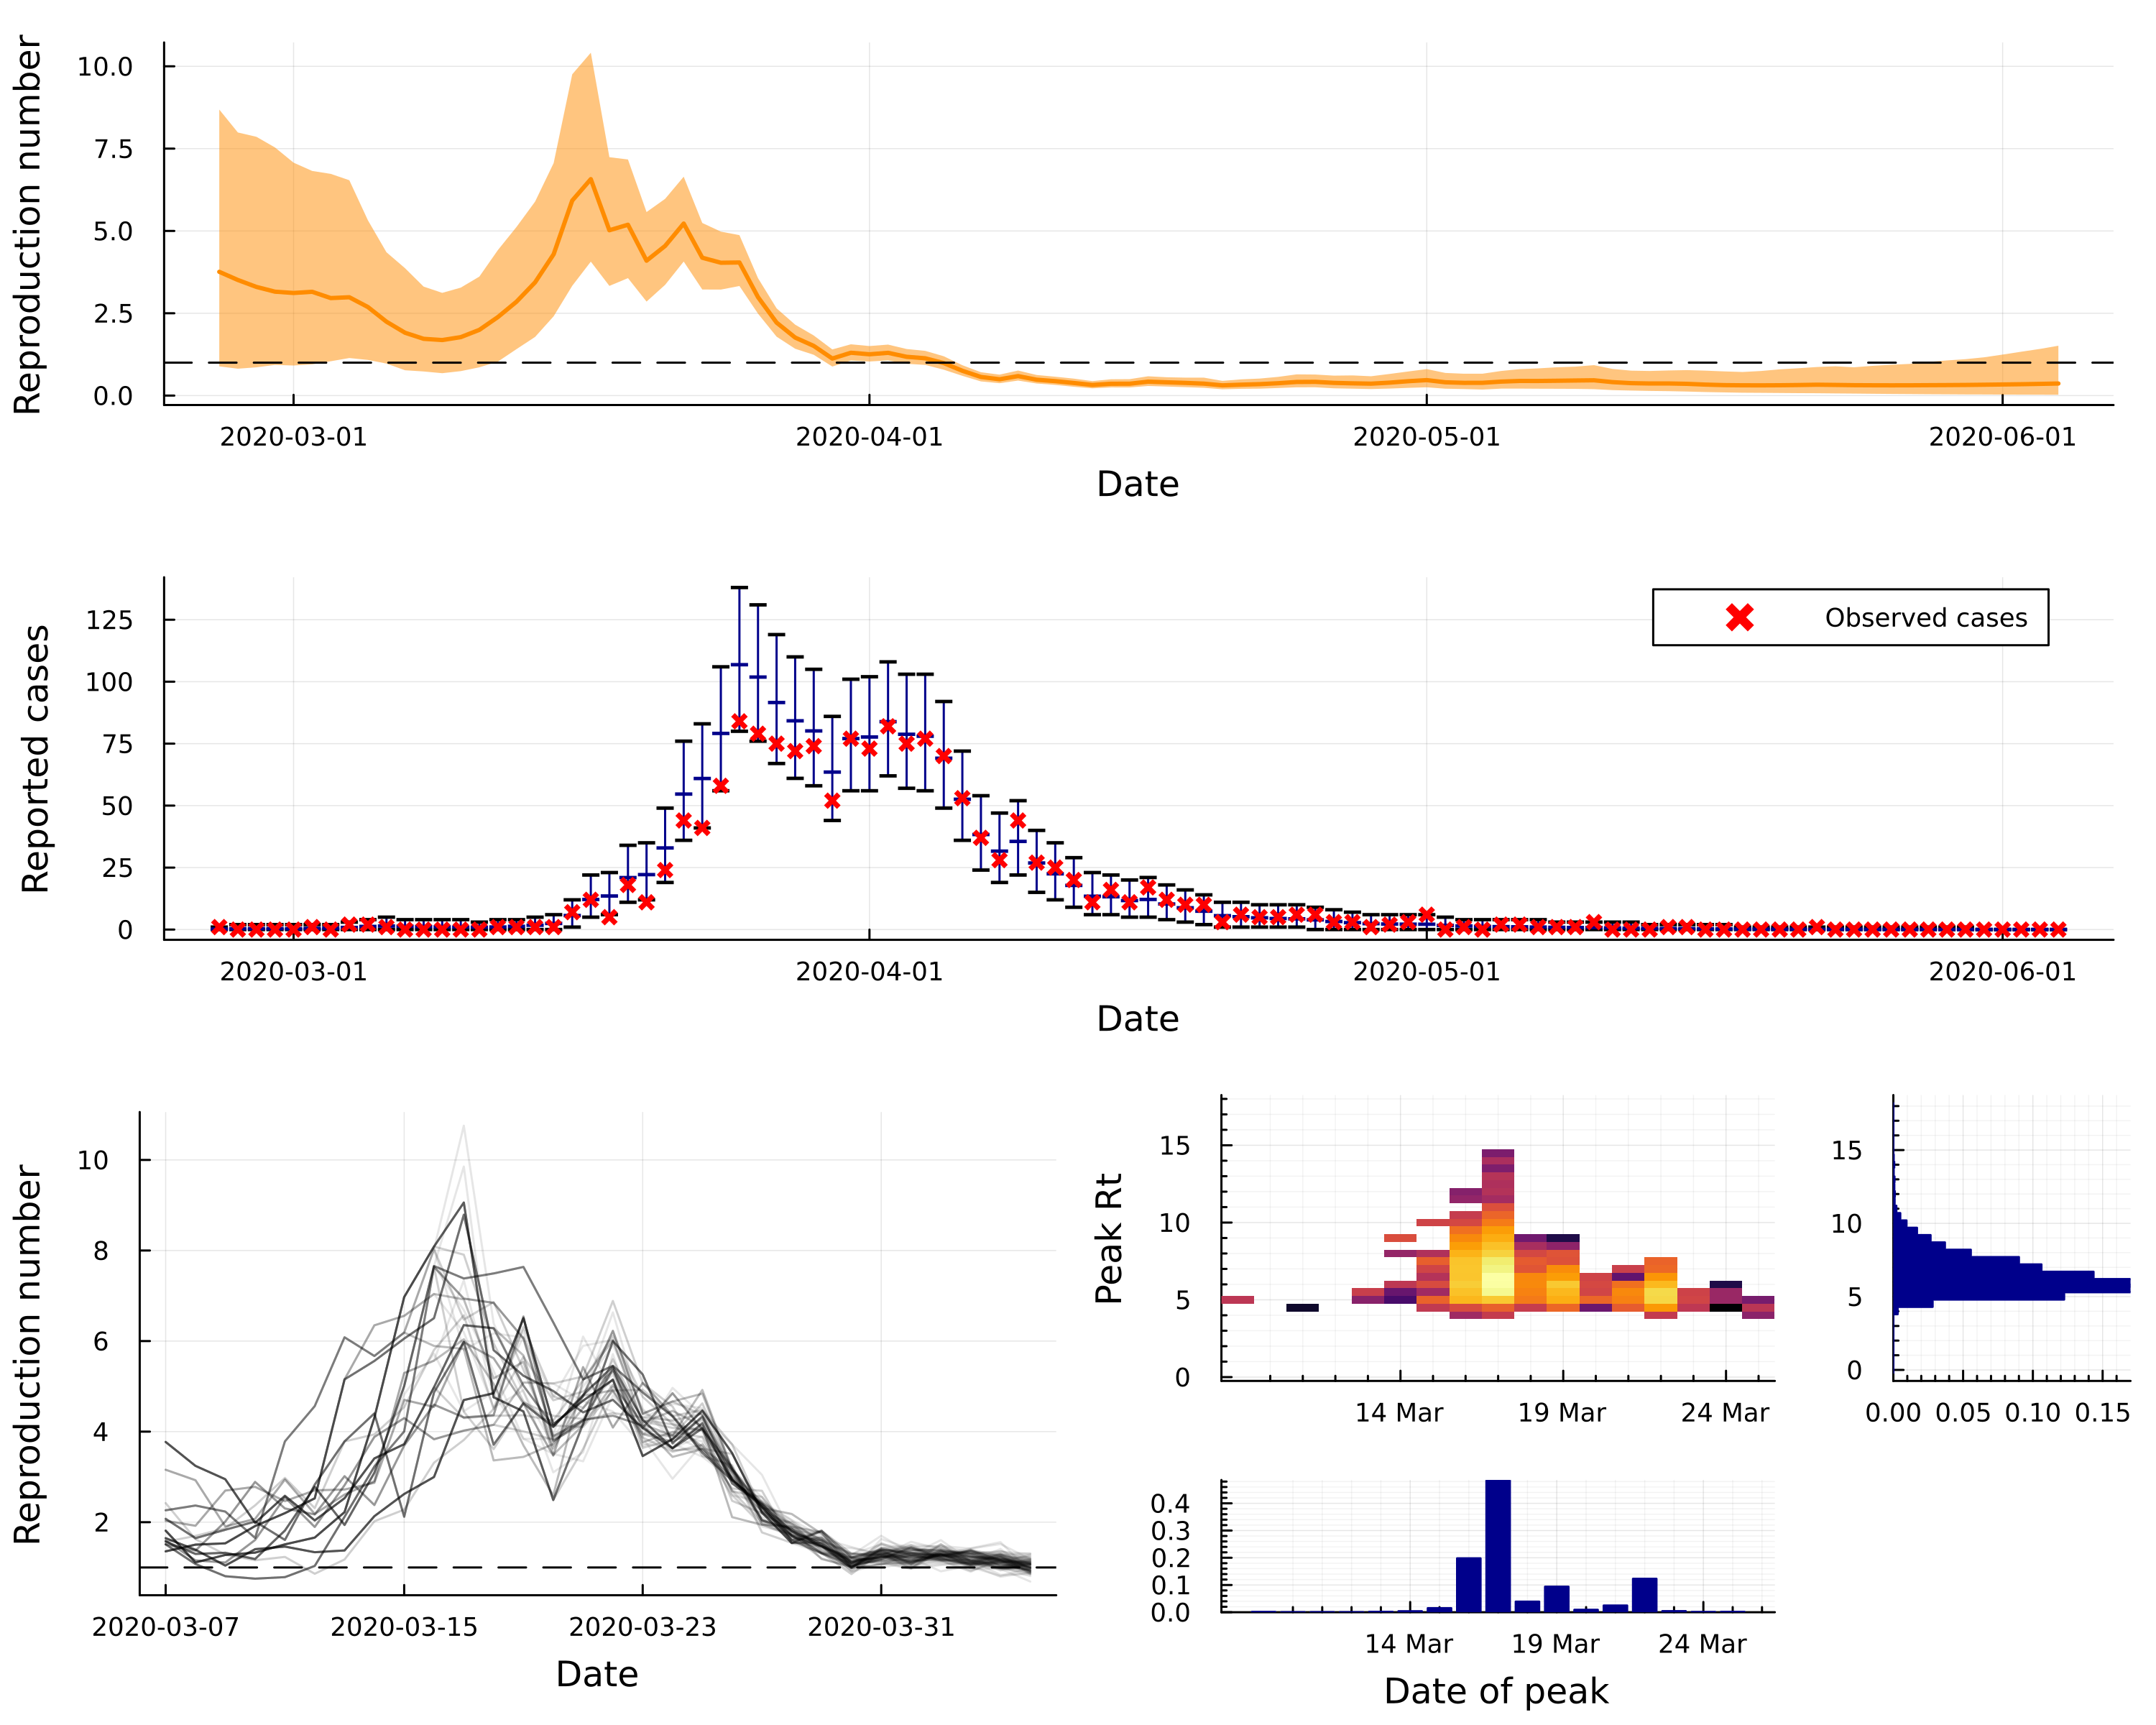 Reproduction number
10.0
7.5
5.0
2.5
0.0
2020-03-01 2020-04-01 2020-05-01 2020-06-01
Date
Reported cases
125
100
75
50
25
0
Observed cases
2020-03-01 2020-04-01 2020-05-01 2020-06-01
Date
Reproduction number
10
8
6
4
2
2020-03-07 2020-03-15 2020-03-23 2020-03-31
Date
Peak Rt
15
10
5
0
14 Mar 19 Mar 24 Mar
15
10
5
0
0.00 0.05 0.10 0.15
0.4
0.3
0.2
0.1
0.0
14 Mar 19 Mar 24 Mar
Date of peak